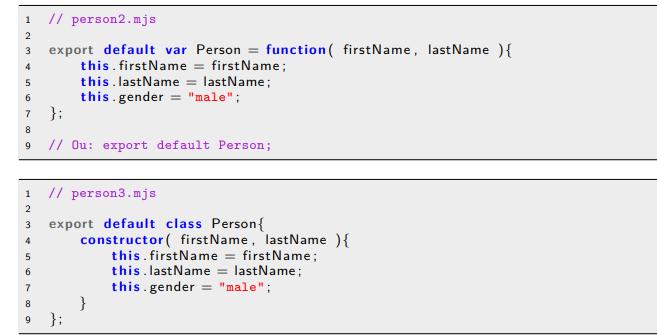 1 // person2.mjs
2
3 export default var Person = function( firstName, lastName ){
4 this.firstName = firstName;
5 this.lastName = lastName;
6 this.gender = "male";
7 };
8
9 // Ou: export default Person;
1 // person3.mjs
2
3 export default class Person{
4 constructor( firstName, lastName ){
5 this.firstName = firstName;
6 this.lastName = lastName;
7 this.gender = "male";
8 }
9 };